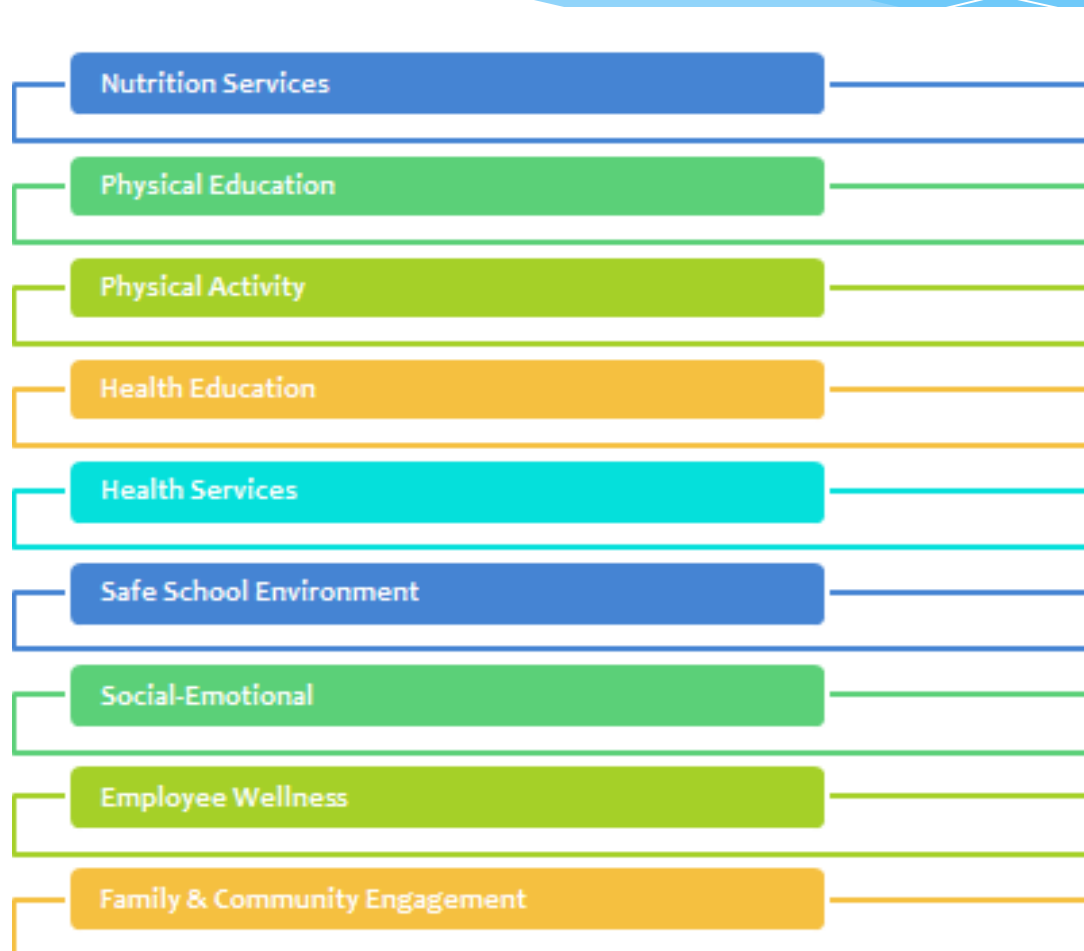 Nutrition Services
Physical Education
Physical Activity
Health Education
Health Services
Safe School Environment
Social-Emotional
Employee Wellness
Family & Community Engagement